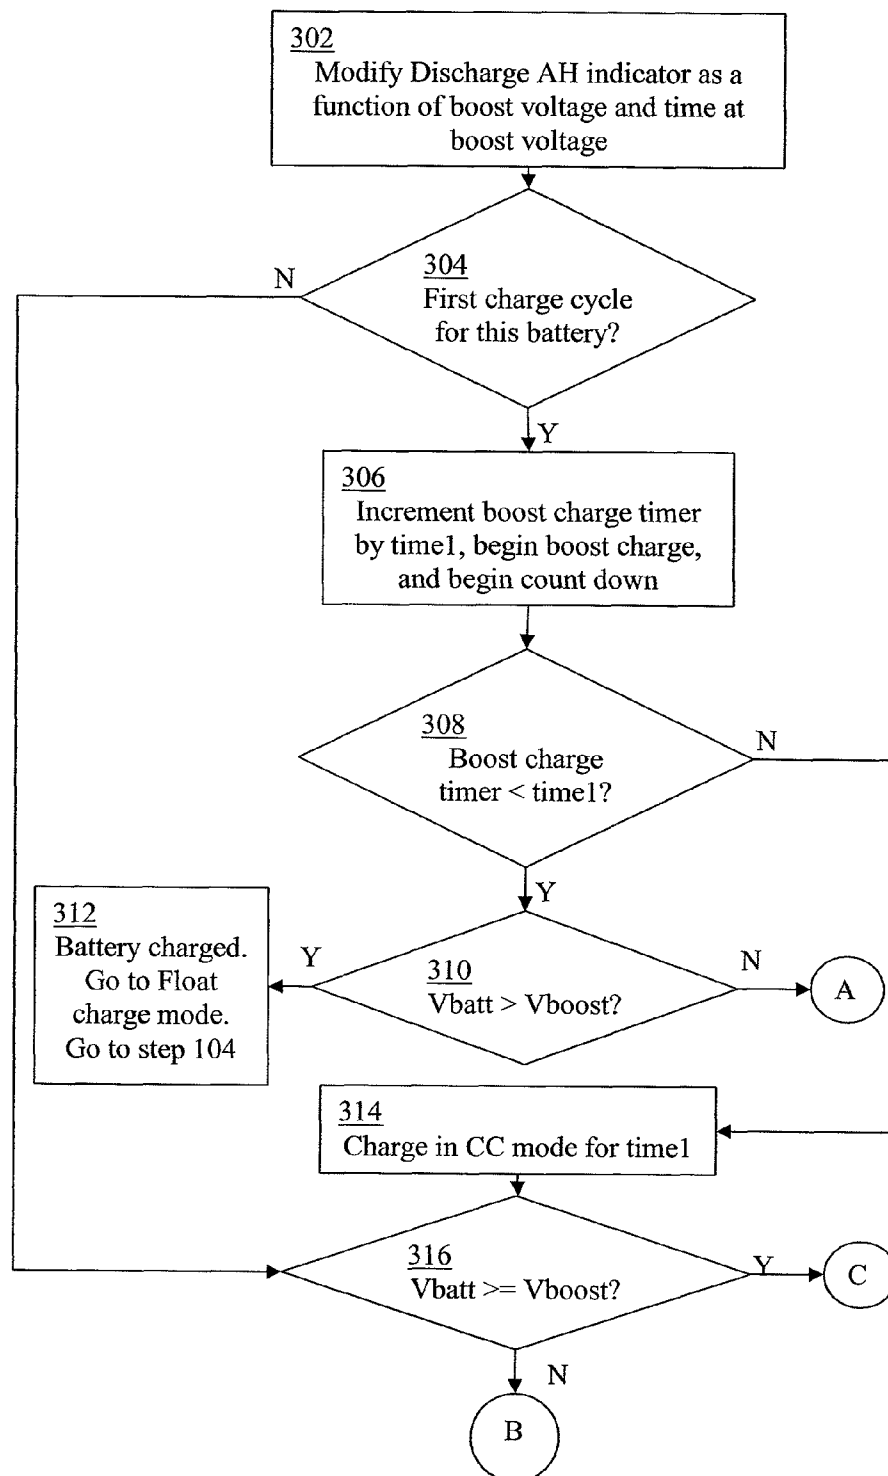 302
Modify Discharge AH indicator as a
function of boost voltage and time at
boost voltage
N
304
First charge cycle
for this battery?
Y
306
Increment boost charge timer
by time1, begin boost charge,
and begin count down
308
Boost charge
timer < time1?
N
Y
312
Battery charged.
Go to Float
charge mode.
Go to step 104
Y
310
Vbatt > Vboost?
N
A
314
Charge in CC mode for time1
316
Vbatt >= Vboost?
Y
C
N
B